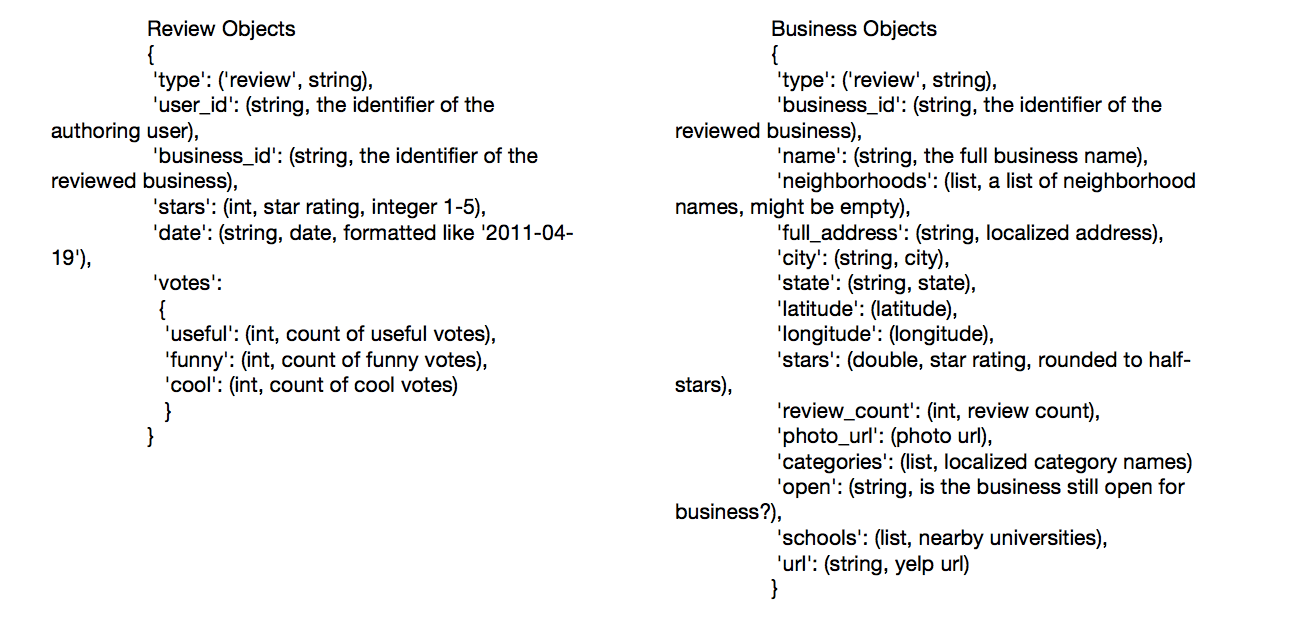 Review Objects
{
'type': ('review', string),
'user_id': (string, the identifier of the
authoring user),
'business_id': (string, the identifier of the
reviewed business),
'stars': (int, star rating, integer 1-5),
'date': (string, date, formatted like '2011-04-
19'),
'votes':
{
'useful': (int, count of useful votes),
'funny': (int, count of funny votes),
'cool': (int, count of cool votes)
}
}
Business Objects
{
'type': ('review', string),
'business_id': (string, the identifier of the
reviewed business),
'name': (string, the full business name),
'neighborhoods': (list, a list of neighborhood
names, might be empty),
'full_address': (string, localized address),
'city': (string, city),
'state': (string, state),
'latitude': (latitude),
'longitude': (longitude),
'stars': (double, star rating, rounded to half-
stars),
'review_count': (int, review count),
'photo_url': (photo url),
'categories': (list, localized category names)
'open': (string, is the business still open for
business?),
'schools': (list, nearby universities),
'url': (string, yelp url)
}